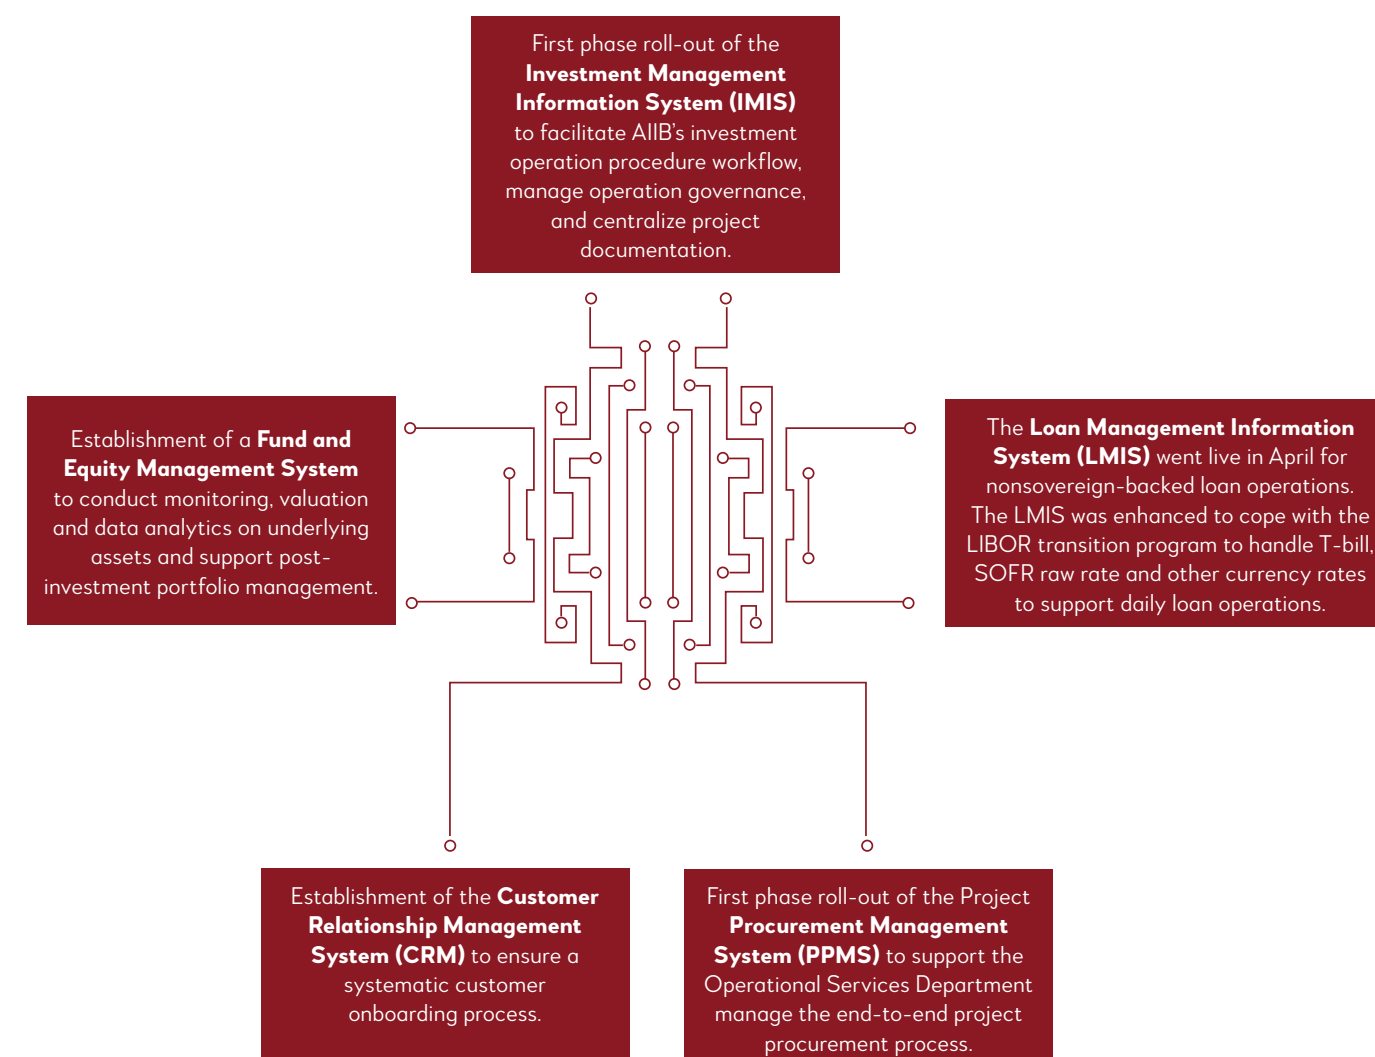 First phase roll-out of the
Investment Management
Information System (IMIS)
to facilitate AIIB's investment
operation procedure workflow,
manage operation governance,
and centralize project
documentation.
Establishment of a Fund and
Equity Management System
to conduct monitoring, valuation
and data analytics on underlying
assets and support post-
investment portfolio management.
The Loan Management Information
System (LMIS) went live in April for
nonsovereign-backed loan operations.
The LMIS was enhanced to cope with the
LIBOR transition program to handle T-bill,
SOFR raw rate and other currency rates
to support daily loan operations.
Establishment of the Customer
Relationship Management
System (CRM) to ensure a
systematic customer
onboarding process.
First phase roll-out of the Project
Procurement Management
System (PPMS) to support the
Operational Services Department
manage the end-to-end project
procurement process.